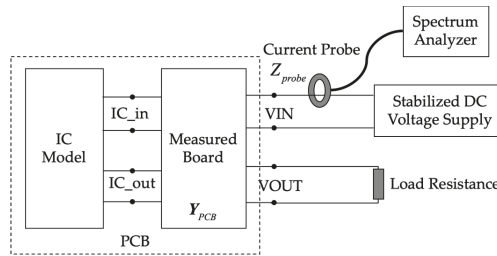 Spectrum
Analyzer
Current Probe
Z_probe
Stabilized DC
Voltage Supply
VIN
IC_in
IC
Model
Measured
Board
IC_out
VOUT
Load Resistance
Y_PCB
PCB